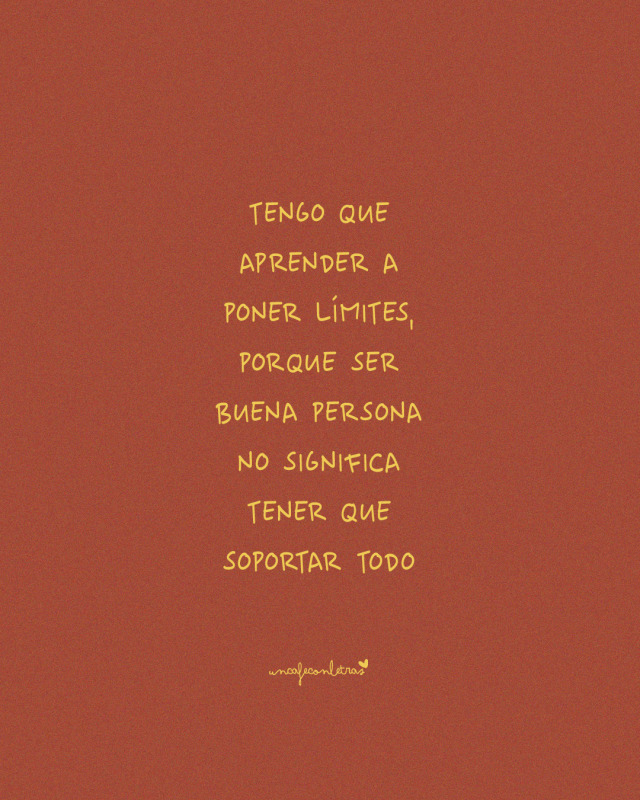 TENGO QUE
APRENDER A
PONER LÍMITES,
PORQUE SER
BUENA PERSONA
NO SIGNIFICA
TENER QUE
SOPORTAR TODO
uncafeconletras